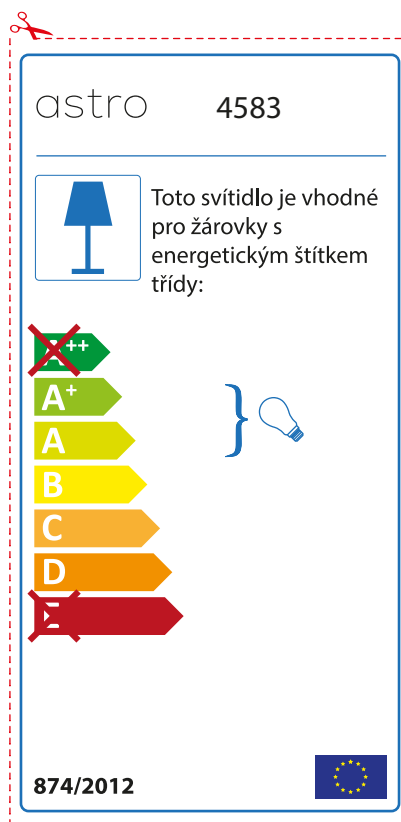 astro 4583
Toto svítidlo je vhodné
pro žárovky s
energetickým štítkem
třídy:
A++
A+
A
B
C
D
E
874/2012